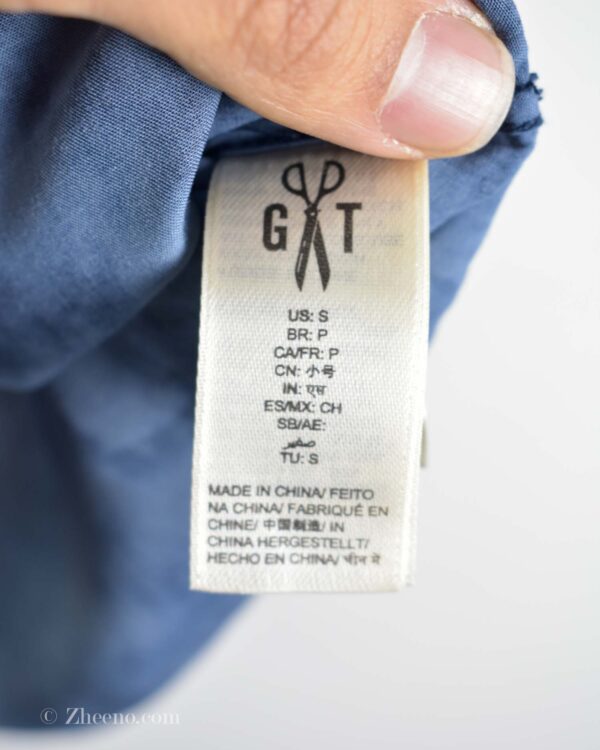 G T
US: S
BR: P
CA/FR: P
CN: 小号
IN: एस
ES/MX: CH
SB/AE:
صغير
TU: S
MADE IN CHINA/ FEITO
NA CHINA/ FABRIQUÉ EN
CHINE/ 中国制造/ IN
CHINA HERGESTELLT/
HECHO EN CHINA/ चीन मे
© Zheeno.com